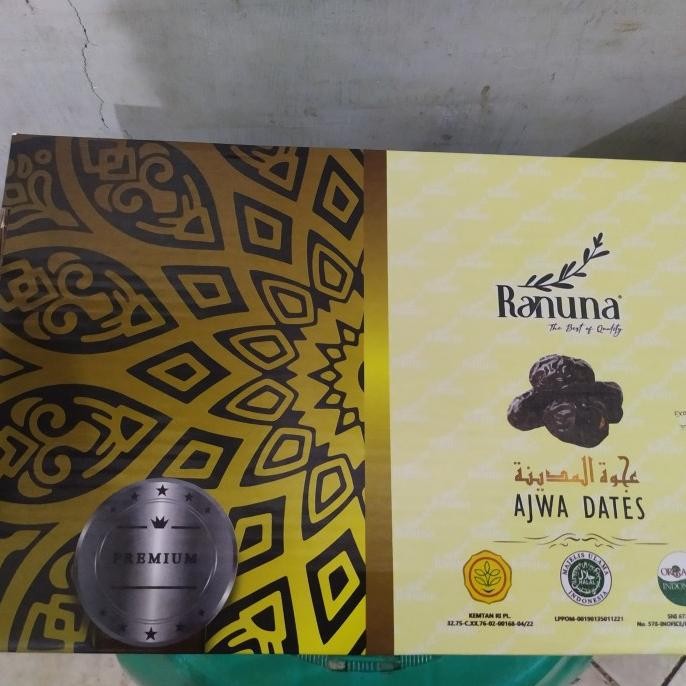 Ranuna®
The Best of Quality
عجوة المدينة
AJWA DATES
PREMIUM
MAJELIS ULAMA
HALAL
INDONESIA
KEMTAN RI PL.
32.75-C.XX.76-02-00168-04/22
LPPOM-00190135011221